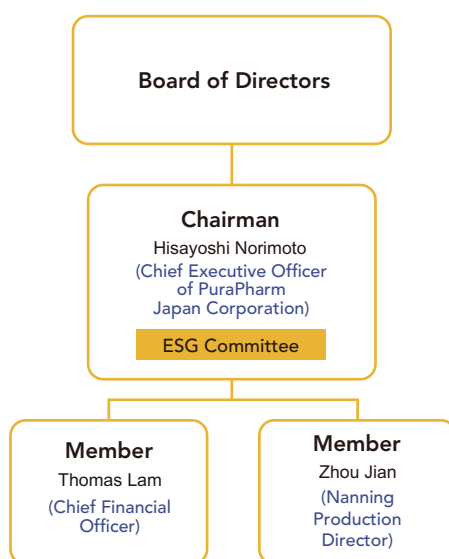 Board of Directors
Chairman
Hisayoshi Norimoto
(Chief Executive Officer
of PuraPharm
Japan Corporation)
ESG Committee
Member
Thomas Lam
(Chief Financial
Officer)
Member
Zhou Jian
(Nanning
Production
Director)